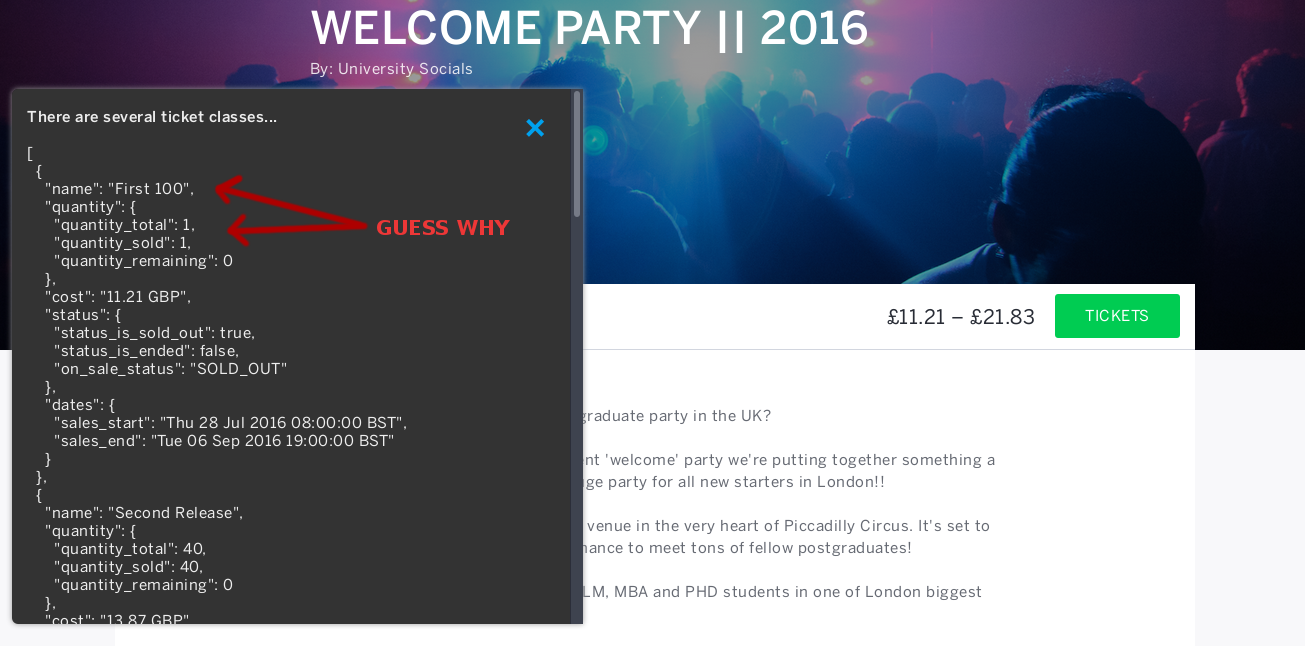 WELCOME PARTY || 2016
By: University Socials
There are several ticket classes...
[
{
"name": "First 100",
"quantity": {
"quantity_total": 1,
"quantity_sold": 1,
"quantity_remaining": 0
},
"cost": "11.21 GBP",
"status": {
"status_is_sold_out": true,
"status_is_ended": false,
"on_sale_status": "SOLD_OUT"
},
"dates": {
"sales_start": "Thu 28 Jul 2016 08:00:00 BST",
"sales_end": "Tue 06 Sep 2016 19:00:00 BST"
}
},
{
"name": "Second Release",
"quantity": {
"quantity_total": 40,
"quantity_sold": 40,
"quantity_remaining": 0
},
"cost": "13.87 GBP"
GUESS WHY
£11.21 – £21.83
TICKETS
graduate party in the UK?
'welcome' party we're putting together something a
party for all new starters in London!!
venue in the very heart of Piccadilly Circus. It's set to
to meet tons of fellow postgraduates!
MBA and PHD students in one of London biggest